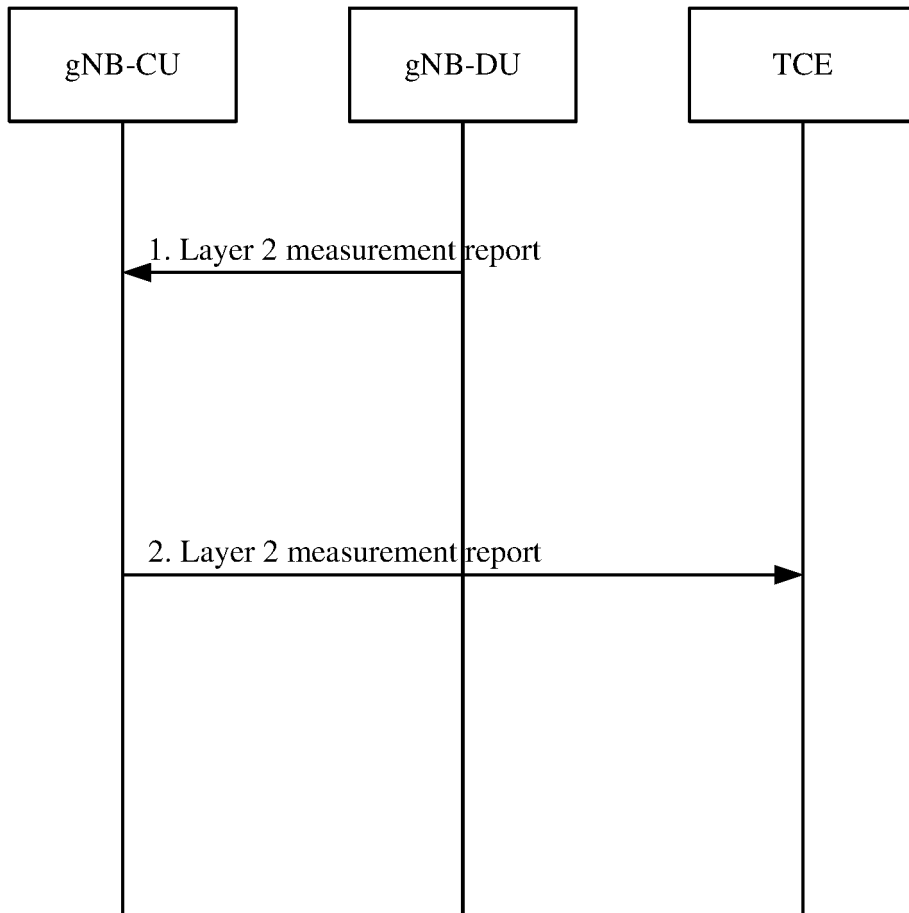 gNB-CU
gNB-DU
TCE
1. Layer 2 measurement report
2. Layer 2 measurement report